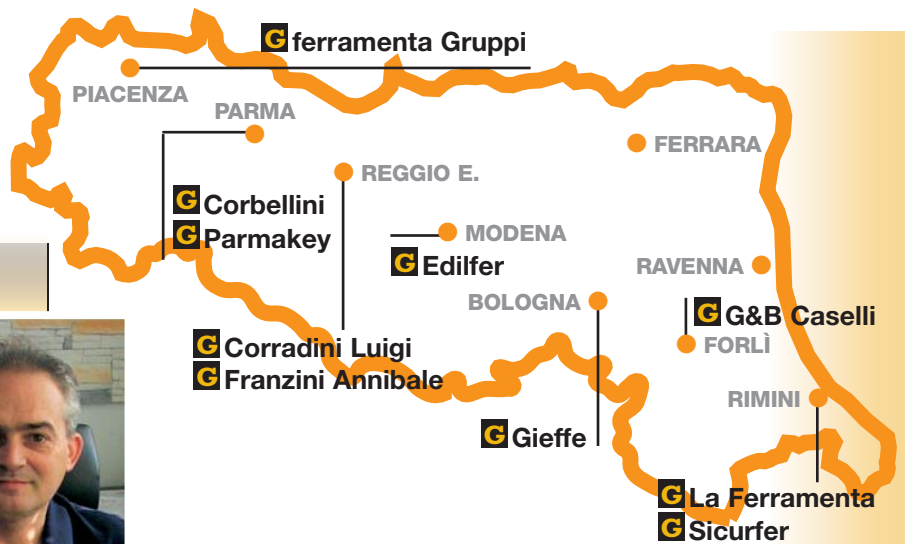 G ferramenta Gruppi
PIACENZA
PARMA
FERRARA
REGGIO E.
G Corbellini
G Parmakey
MODENA
G Edilfer
RAVENNA
BOLOGNA
G G&B Caselli
FORLÌ
G Corradini Luigi
G Franzini Annibale
RIMINI
G Gieffe
G La Ferramenta
G Sicurfer